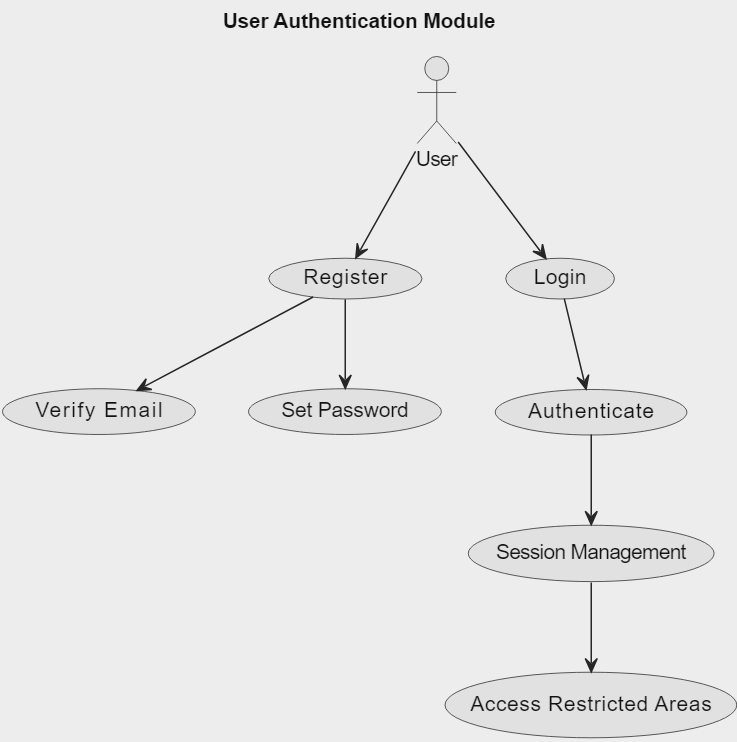 User Authentication Module
User
Register
Login
Verify Email
Set Password
Authenticate
Session Management
Access Restricted Areas